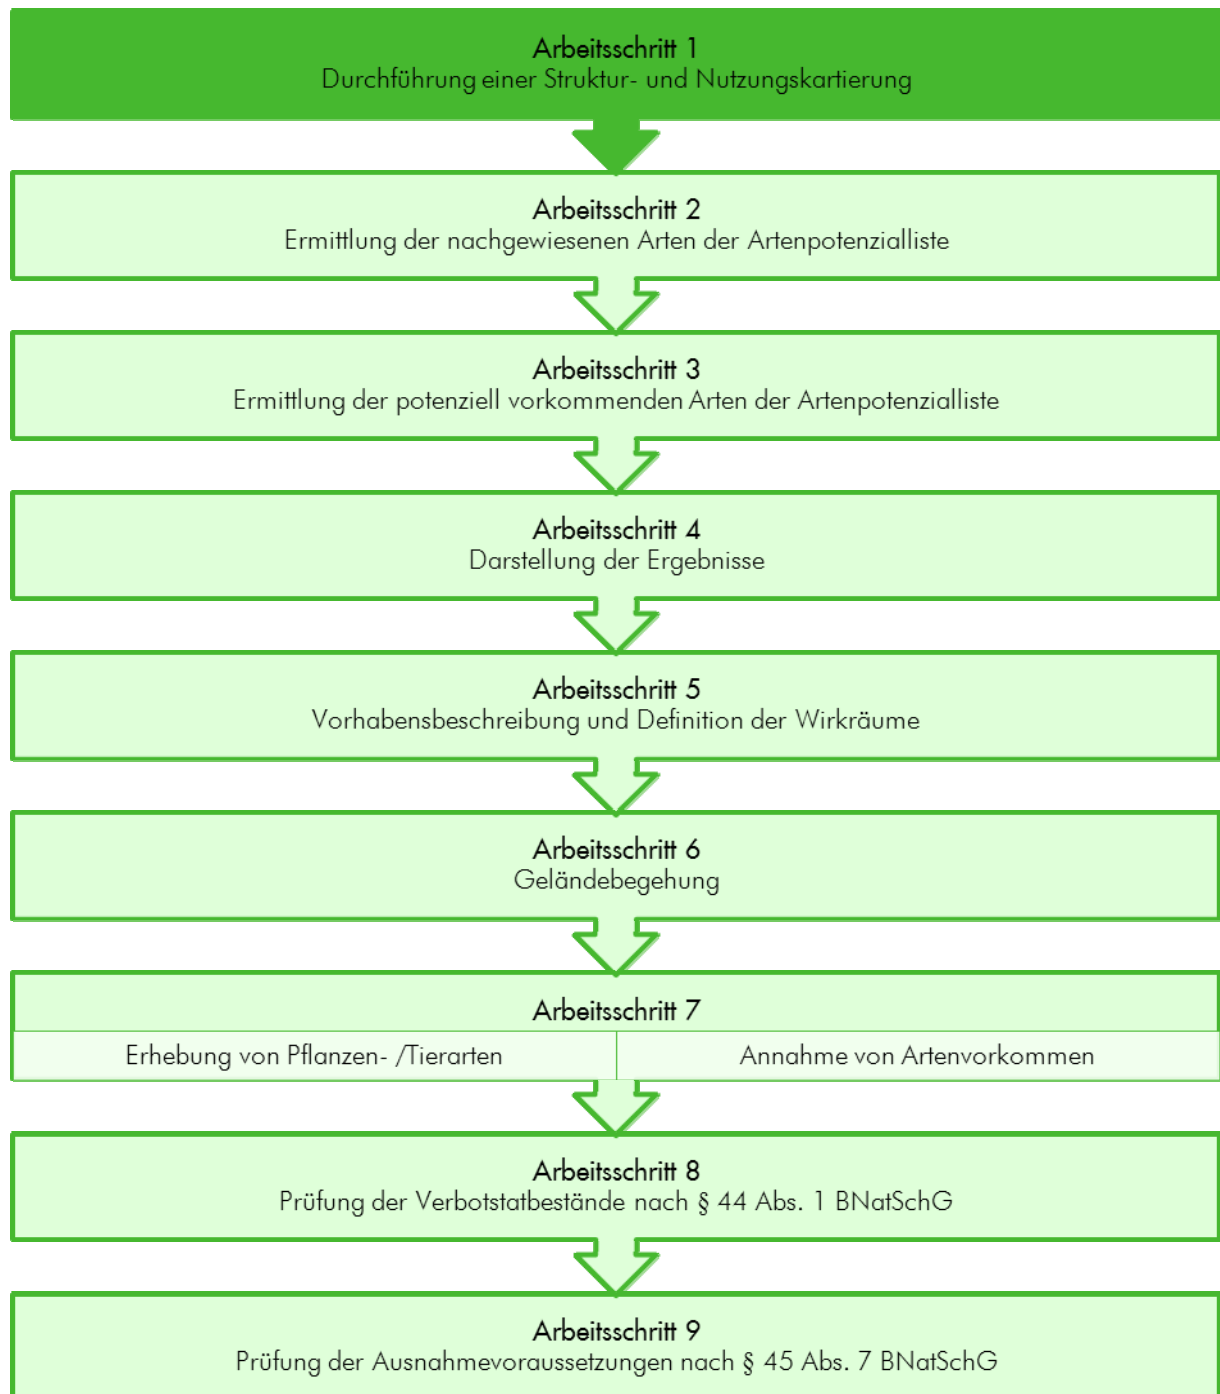 Arbeitsschritt 1
Durchführung einer Struktur- und Nutzungskartierung
Arbeitsschritt 2
Ermittlung der nachgewiesenen Arten der Artenpotenzialliste
Arbeitsschritt 3
Ermittlung der potenziell vorkommenden Arten der Artenpotenzialliste
Arbeitsschritt 4
Darstellung der Ergebnisse
Arbeitsschritt 5
Vorhabensbeschreibung und Definition der Wirkräume
Arbeitsschritt 6
Geländebegehung
Arbeitsschritt 7
Erhebung von Pflanzen- /Tierarten
Annahme von Artenvorkommen
Arbeitsschritt 8
Prüfung der Verbotstatbestände nach § 44 Abs. 1 BNatSchG
Arbeitsschritt 9
Prüfung der Ausnahmevoraussetzungen nach § 45 Abs. 7 BNatSchG